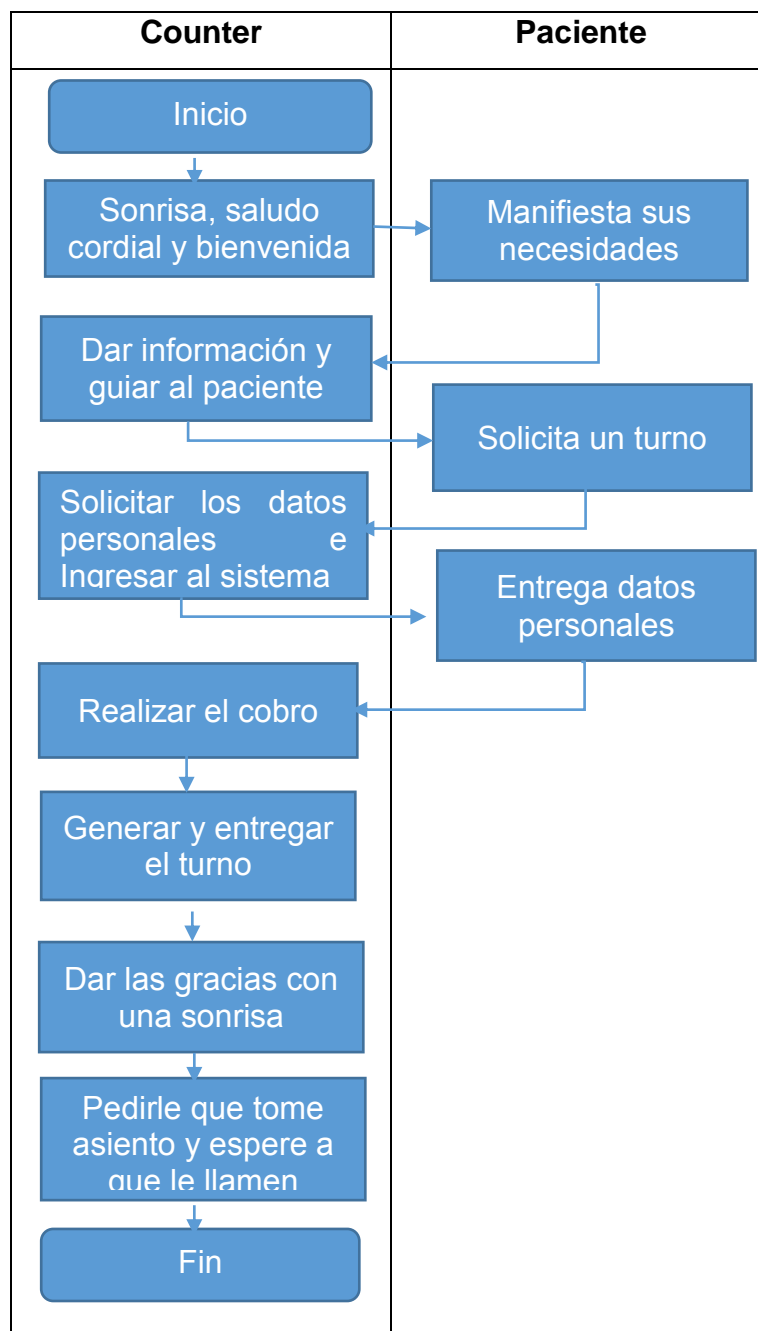 Counter
Paciente
Inicio
Sonrisa, saludo
cordial y bienvenida
Manifiesta sus
necesidades
Dar información y
guiar al paciente
Solicita un turno
Solicitar los datos
personales e
Ingresar al sistema
Entrega datos
personales
Realizar el cobro
Generar y entregar
el turno
Dar las gracias con
una sonrisa
Pedirle que tome
asiento y espere a
que le llamen
Fin